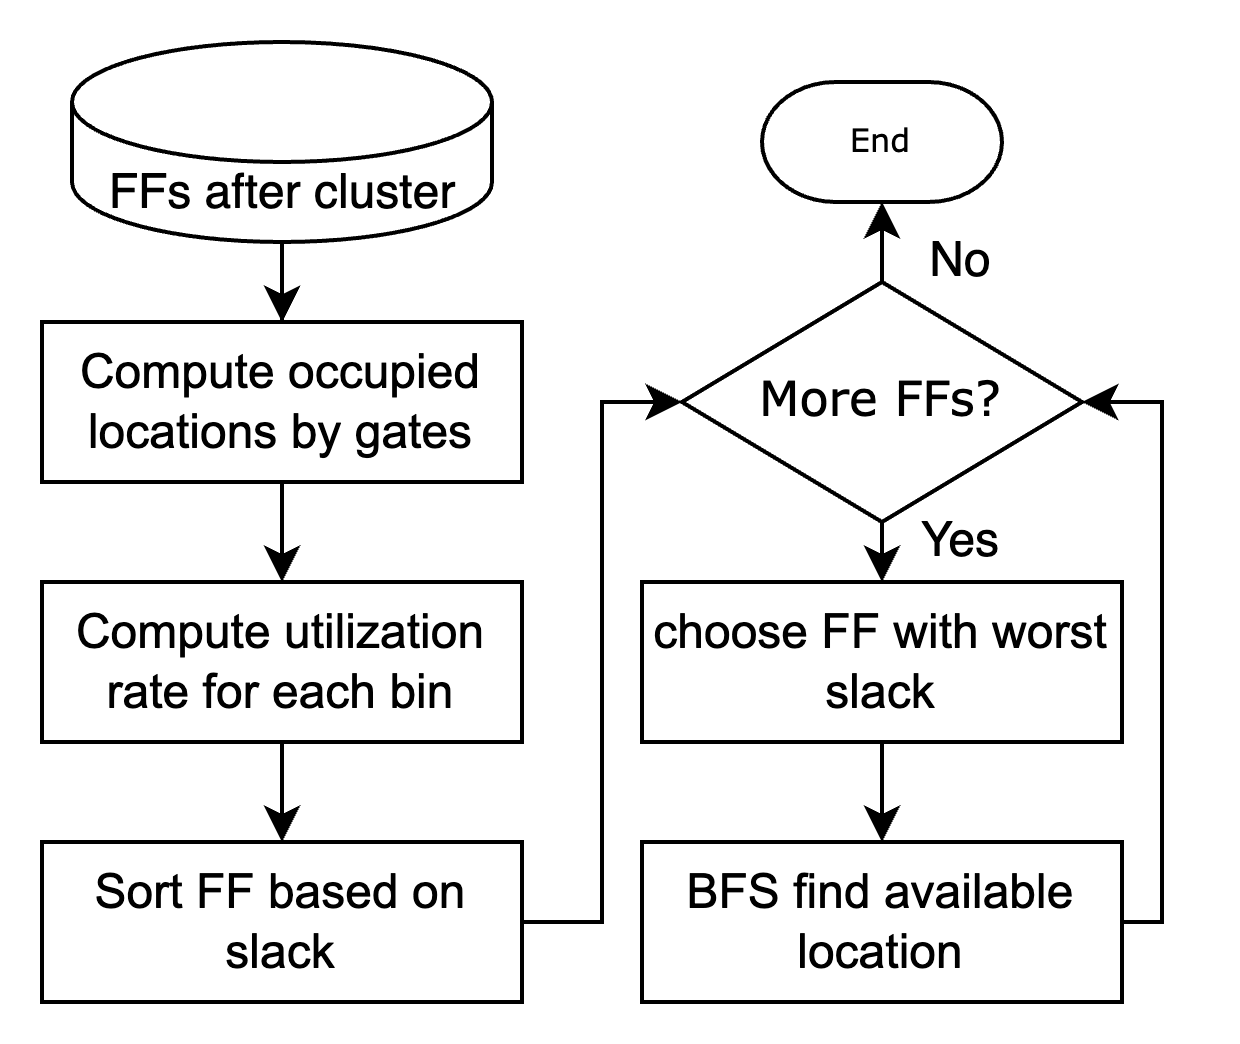 FFs after cluster
Compute occupied
locations by gates
Compute utilization
rate for each bin
Sort FF based on
slack
End
No
More FFs?
Yes
choose FF with worst
slack
BFS find available
location